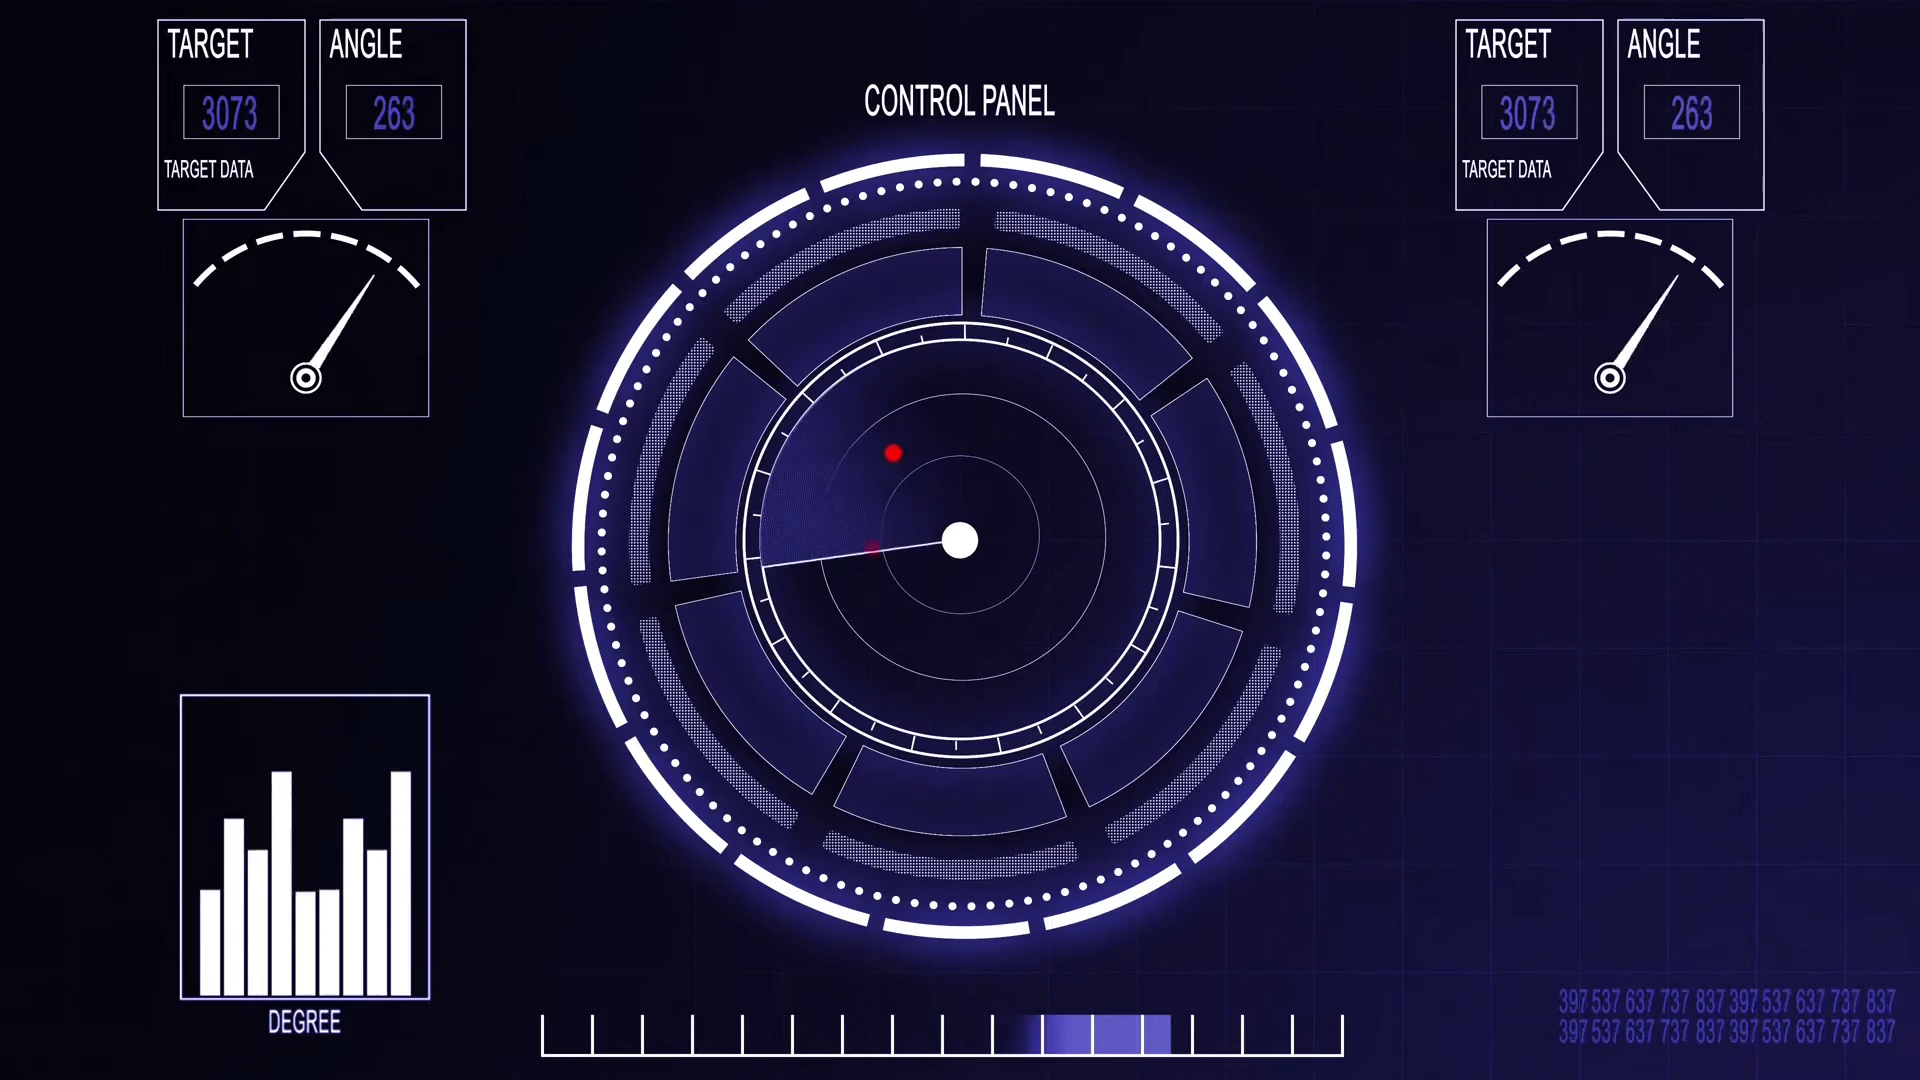 TARGET
ANGLE
3073
263
TARGET DATA
CONTROL PANEL
TARGET
ANGLE
3073
263
TARGET DATA
DEGREE
397 537 637 737 837 397 537 637 737 837
397 537 637 737 837 397 537 637 737 837